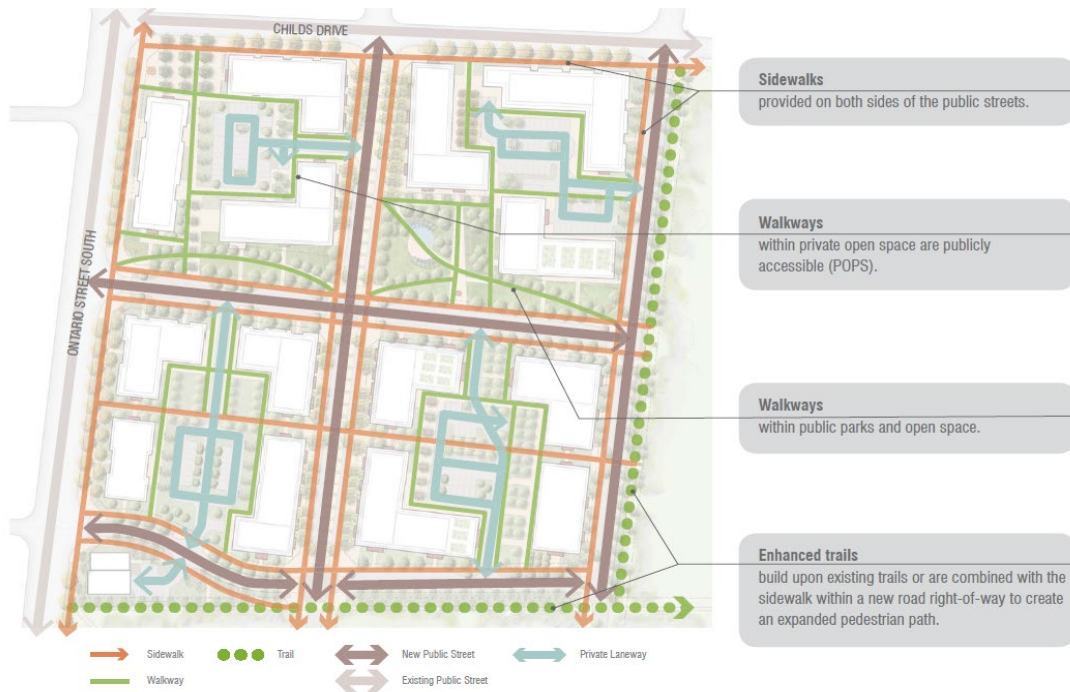 CHILDS DRIVE
ONTARIO STREET SOUTH
Sidewalks
provided on both sides of the public streets.
Walkways
within private open space are publicly
accessible (POPS).
Walkways
within public parks and open space.
Enhanced trails
build upon existing trails or are combined with the
sidewalk within a new road right-of-way to create
an expanded pedestrian path.
Sidewalk
Trail
New Public Street
Private Laneway
Walkway
Existing Public Street